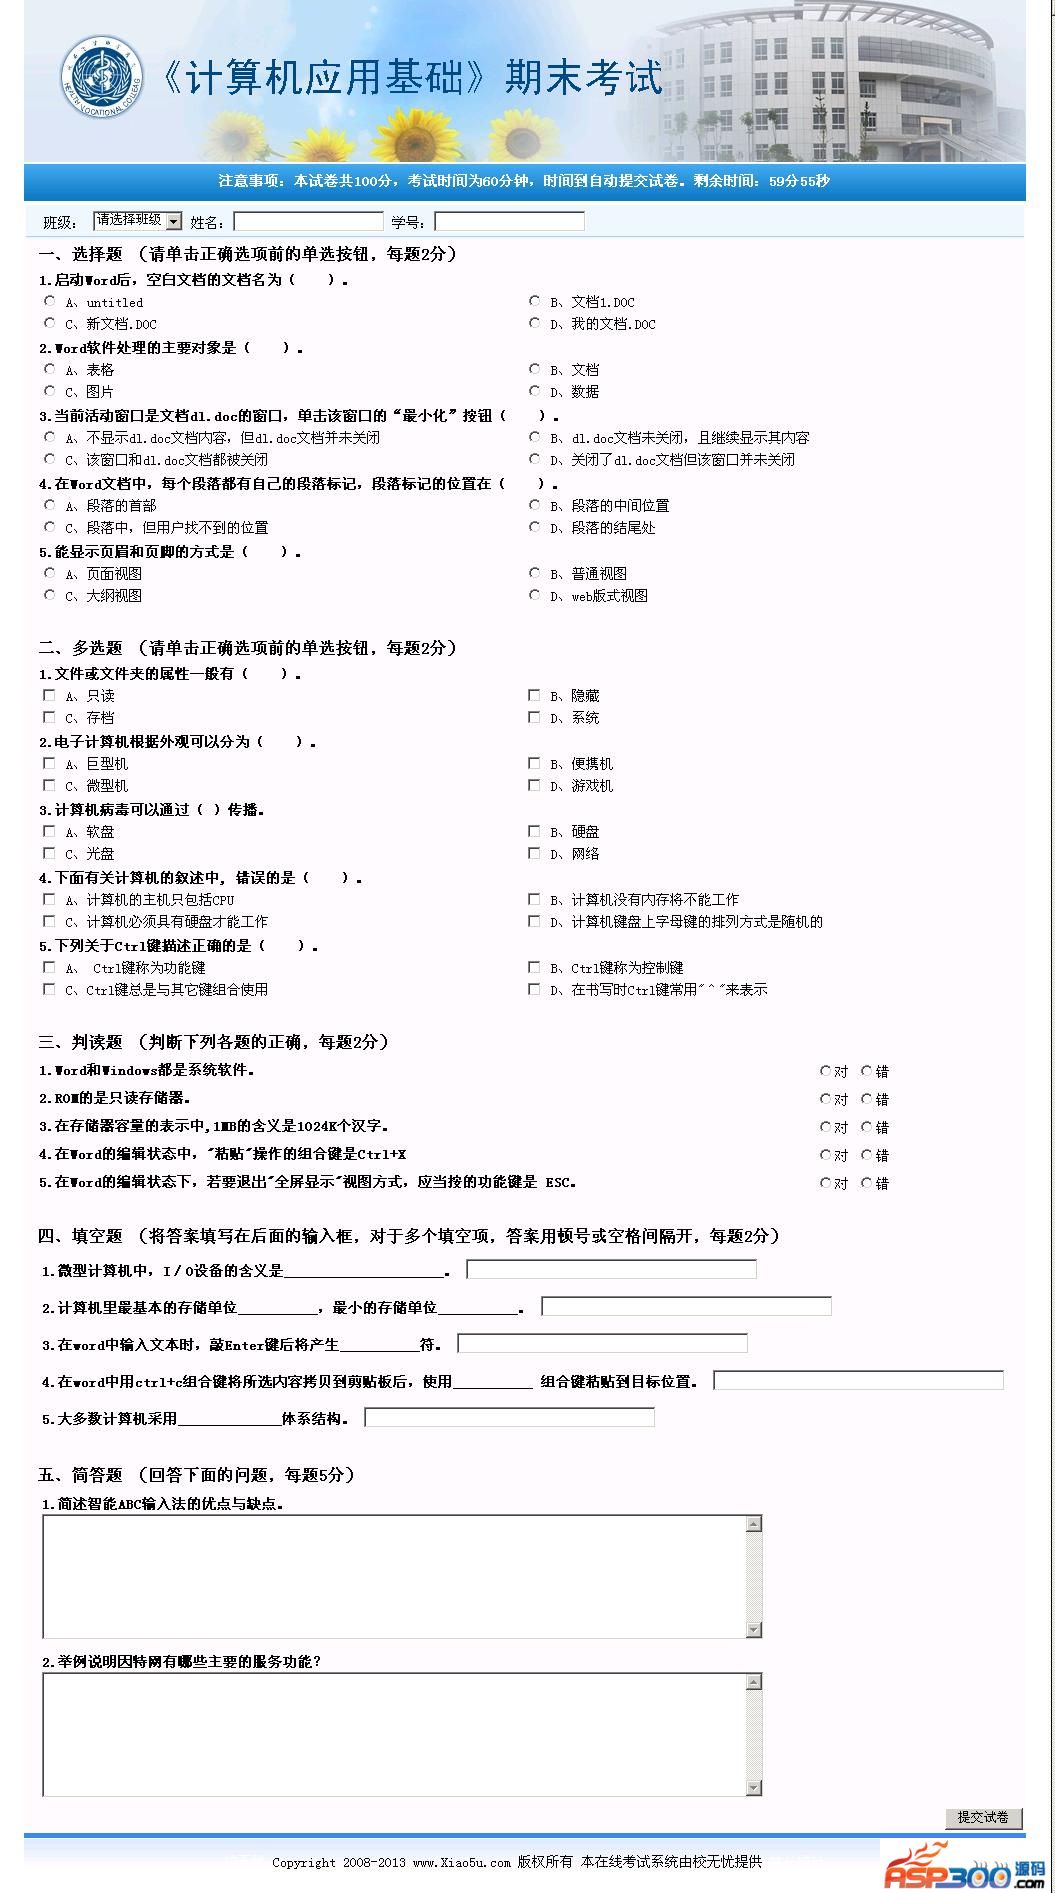 《计算机应用基础》期末考试
HEALTH VOCATIONAL COLLEAG
注意事项：本试卷共100分，考试时间为60分钟，时间到自动提交试卷。剩余时间：59分55秒
班级： 请选择班级 姓名： 学号：
一、选择题 （请单击正确选项前的单选按钮，每题2分）
1.启动Word后，空白文档的文档名为（　　）。
A、untitled B、文档1.DOC
C、新文档.DOC D、我的文档.DOC
2.Word软件处理的主要对象是（　　）。
A、表格 B、文档
C、图片 D、数据
3.当前活动窗口是文档d1.doc的窗口，单击该窗口的“最小化”按钮（　　）。
A、不显示d1.doc文档内容，但d1.doc文档并未关闭 B、d1.doc文档未关闭，且继续显示其内容
C、该窗口和d1.doc文档都被关闭 D、关闭了d1.doc文档但该窗口并未关闭
4.在Word文档中，每个段落都有自己的段落标记，段落标记的位置在（　　）。
A、段落的首部 B、段落的中间位置
C、段落中，但用户找不到的位置 D、段落的结尾处
5.能显示页眉和页脚的方式是（　　）。
A、页面视图 B、普通视图
C、大纲视图 D、web版式视图
二、多选题 （请单击正确选项前的单选按钮，每题2分）
1.文件或文件夹的属性一般有（　　）。
A、只读 B、隐藏
C、存档 D、系统
2.电子计算机根据外观可以分为（　　）。
A、巨型机 B、便携机
C、微型机 D、游戏机
3.计算机病毒可以通过（ ）传播。
A、软盘 B、硬盘
C、光盘 D、网络
4.下面有关计算机的叙述中, 错误的是（　　）。
A、计算机的主机只包括CPU B、计算机没有内存将不能工作
C、计算机必须具有硬盘才能工作 D、计算机键盘上字母键的排列方式是随机的
5.下列关于Ctrl键描述正确的是（　　）。
A、 Ctrl键称为功能键 B、Ctrl键称为控制键
C、Ctrl键总是与其它键组合使用 D、在书写时Ctrl键常用"^"来表示
三、判读题 （判断下列各题的正确，每题2分）
1.Word和Windows都是系统软件。 对 错
2.ROM的是只读存储器。 对 错
3.在存储器容量的表示中,1MB的含义是1024K个汉字。 对 错
4.在Word的编辑状态中，"粘贴"操作的组合键是Ctrl+X 对 错
5.在Word的编辑状态下，若要退出"全屏显示"视图方式，应当按的功能键是 ESC。 对 错
四、填空题 （将答案填写在后面的输入框，对于多个填空项，答案用顿号或空格间隔开，每题2分）
1.微型计算机中，I／O设备的含义是____________________。
2.计算机里最基本的存储单位__________，最小的存储单位__________。
3.在word中输入文本时，敲Enter键后将产生__________符。
4.在word中用ctrl+c组合键将所选内容拷贝到剪贴板后，使用__________ 组合键粘贴到目标位置。
5.大多数计算机采用_____________体系结构。
五、简答题 （回答下面的问题，每题5分）
1.简述智能ABC输入法的优点与缺点。
2.举例说明因特网有哪些主要的服务功能？
提交试卷
Copyright 2008-2013 www.Xiao5u.com 版权所有 本在线考试系统由校无忧提供
ASP300源码
.com